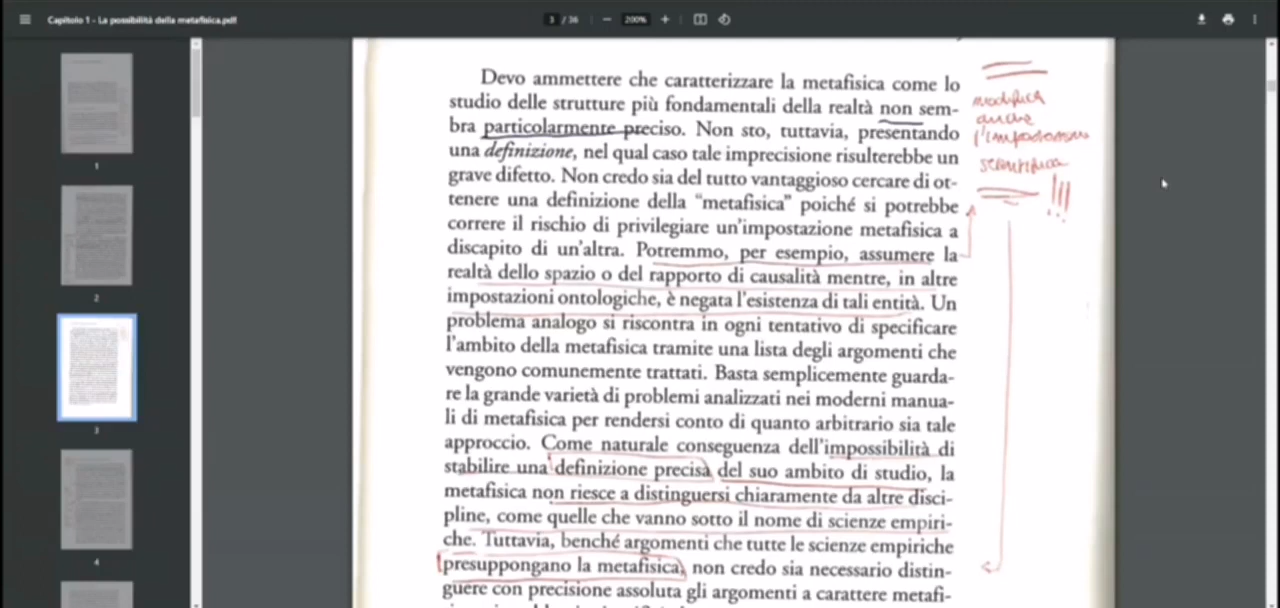 Capitolo 1 - La possibilità della metafisica.pdf
3 / 36
200%
1
2
3
4
Devo ammettere che caratterizzare la metafisica come lo
studio delle strutture più fondamentali della realtà non sem-
bra particolarmente preciso. Non sto, tuttavia, presentando
una definizione, nel qual caso tale imprecisione risulterebbe un
grave difetto. Non credo sia del tutto vantaggioso cercare di ot-
tenere una definizione della “metafisica” poiché si potrebbe
correre il rischio di privilegiare un’impostazione metafisica a
discapito di un’altra. Potremmo, per esempio, assumere la
realtà dello spazio o del rapporto di causalità mentre, in altre
impostazioni ontologiche, è negata l’esistenza di tali entità. Un
problema analogo si riscontra in ogni tentativo di specificare
l’ambito della metafisica tramite una lista degli argomenti che
vengono comunemente trattati. Basta semplicemente guarda-
re la grande varietà di problemi analizzati nei moderni manua-
li di metafisica per rendersi conto di quanto arbitrario sia tale
approccio. Come naturale conseguenza dell’impossibilità di
stabilire una definizione precisa del suo ambito di studio, la
metafisica non riesce a distinguersi chiaramente da altre disci-
pline, come quelle che vanno sotto il nome di scienze empiri-
che. Tuttavia, benché argomenti che tutte le scienze empiriche
presuppongano la metafisica, non credo sia necessario distin-
guere con precisione assoluta gli argomenti a carattere metafi-
modifica
anche
l'impostazione
scientifica
!!!